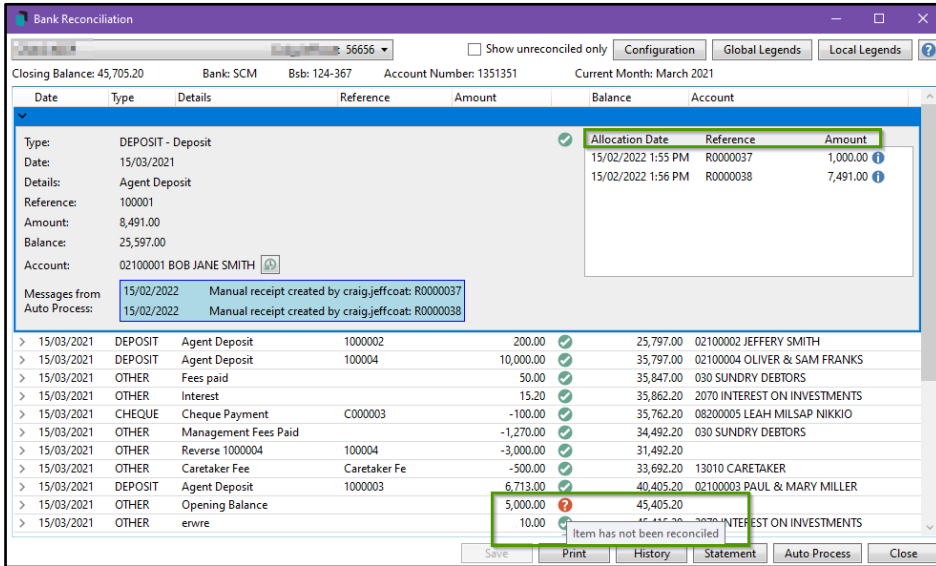 Bank Reconciliation
56656
Show unreconciled only Configuration Global Legends Local Legends ?
Closing Balance: 45,705.20 Bank: SCM Bsb: 124-367 Account Number: 1351351 Current Month: March 2021
Date Type Details Reference Amount Balance Account
Type: DEPOSIT - Deposit
Date: 15/03/2021
Details: Agent Deposit
Reference: 100001
Amount: 8,491.00
Balance: 25,597.00
Account: 02100001 BOB JANE SMITH
Messages from Auto Process:
15/02/2022 Manual receipt created by craig.jeffcoat: R0000037
15/02/2022 Manual receipt created by craig.jeffcoat: R0000038
Allocation Date Reference Amount
15/02/2022 1:55 PM R0000037 1,000.00
15/02/2022 1:56 PM R0000038 7,491.00
15/03/2021 DEPOSIT Agent Deposit 1000002 200.00 25,797.00 02100002 JEFFERY SMITH
15/03/2021 DEPOSIT Agent Deposit 100004 10,000.00 35,797.00 02100004 OLIVER & SAM FRANKS
15/03/2021 OTHER Fees paid 50.00 35,847.00 030 SUNDRY DEBTORS
15/03/2021 OTHER Interest 15.20 35,862.20 2070 INTEREST ON INVESTMENTS
15/03/2021 CHEQUE Cheque Payment C000003 -100.00 35,762.20 08200005 LEAH MILSAP NIKKIO
15/03/2021 OTHER Management Fees Paid -1,270.00 34,492.20 030 SUNDRY DEBTORS
15/03/2021 OTHER Reverse 1000004 100004 -3,000.00 31,492.20
15/03/2021 OTHER Caretaker Fee Caretaker Fe -500.00 33,692.20 13010 CARETAKER
15/03/2021 DEPOSIT Agent Deposit 1000003 6,713.00 40,405.20 02100003 PAUL & MARY MILLER
15/03/2021 OTHER Opening Balance 5,000.00 ? 45,405.20
15/03/2021 OTHER erwre 10.00 INTEREST ON INVESTMENTS
Item has not been reconciled
Save Print History Statement Auto Process Close